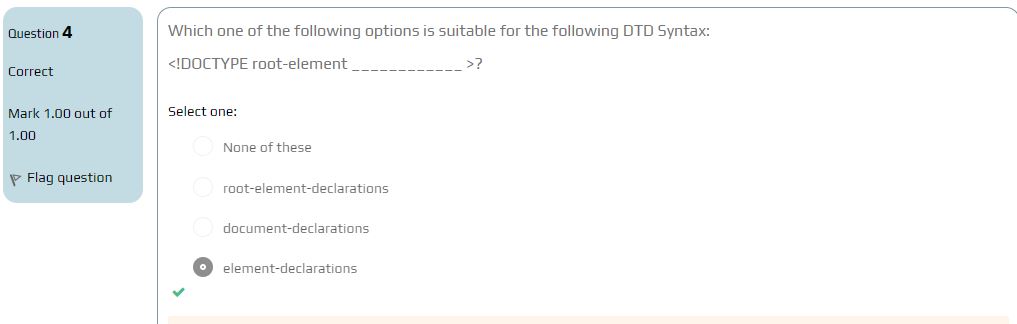 Question 4
Correct
Mark 1.00 out of
1.00
Flag question
Which one of the following options is suitable for the following DTD Syntax:
<!DOCTYPE root-element ____________ >?
Select one:
None of these
root-element-declarations
document-declarations
element-declarations